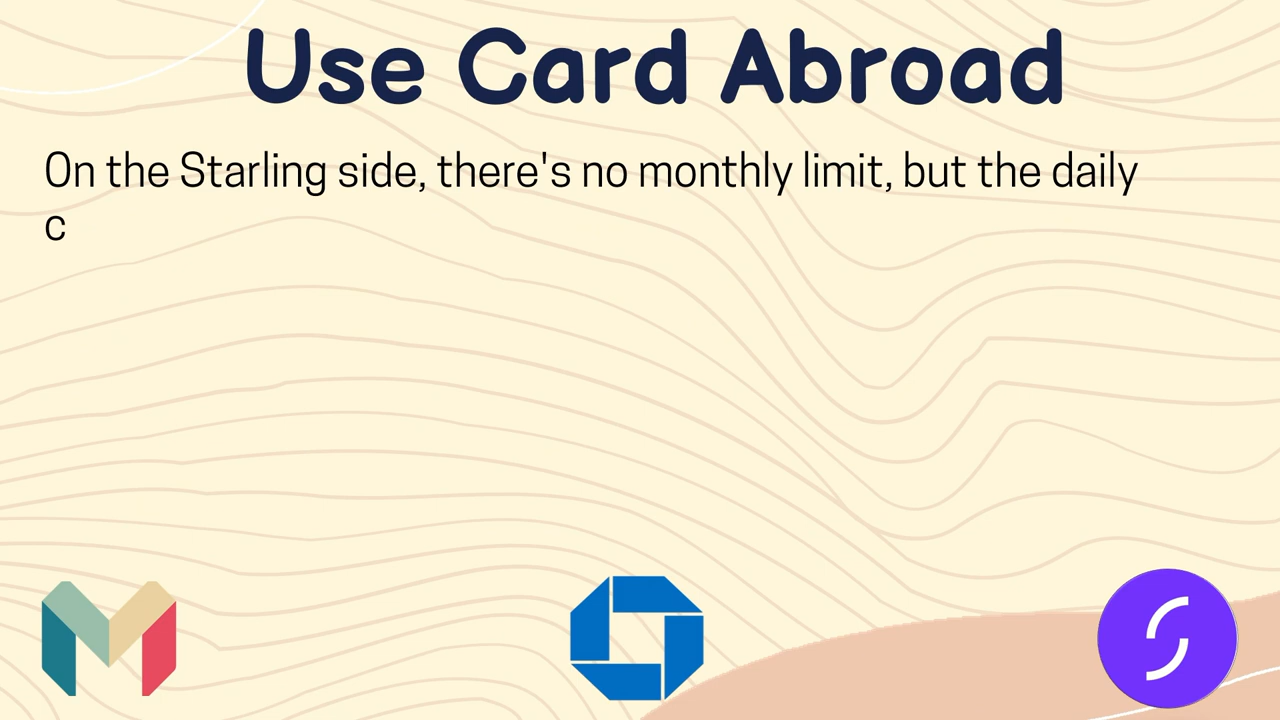 Use Card Abroad
On the Starling side, there's no monthly limit, but the daily
c